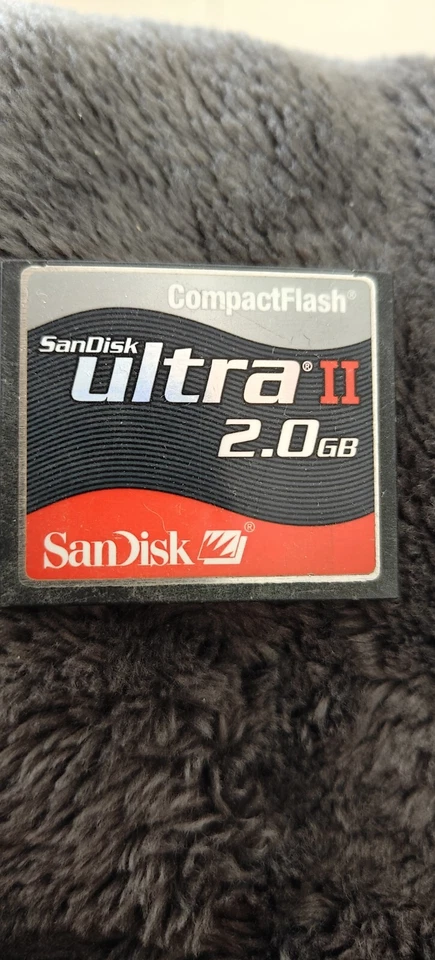 CompactFlash®
SanDisk
ultra® II
2.0GB
SanDisk ®